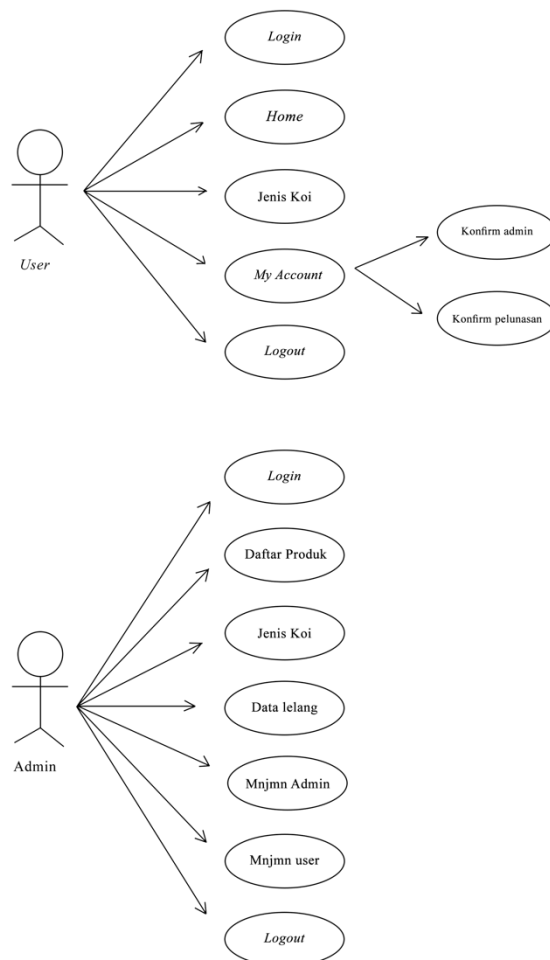 Login
Home
Jenis Koi
User
My Account
Konfirm admin
Konfirm pelunasan
Logout
Login
Daftar Produk
Jenis Koi
Data lelang
Admin
Mnjmn Admin
Mnjmn user
Logout